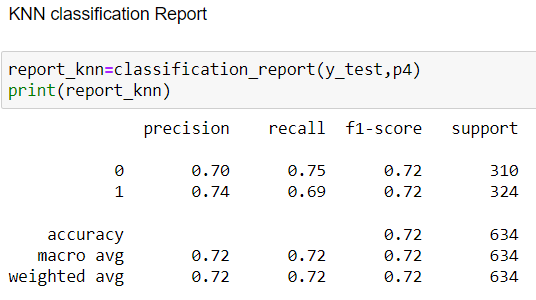 KNN classification Report
report_knn=classification_report(y_test,p4)
print(report_knn)
precision recall f1-score support
0 0.70 0.75 0.72 310
1 0.74 0.69 0.72 324
accuracy 0.72 634
macro avg 0.72 0.72 0.72 634
weighted avg 0.72 0.72 0.72 634